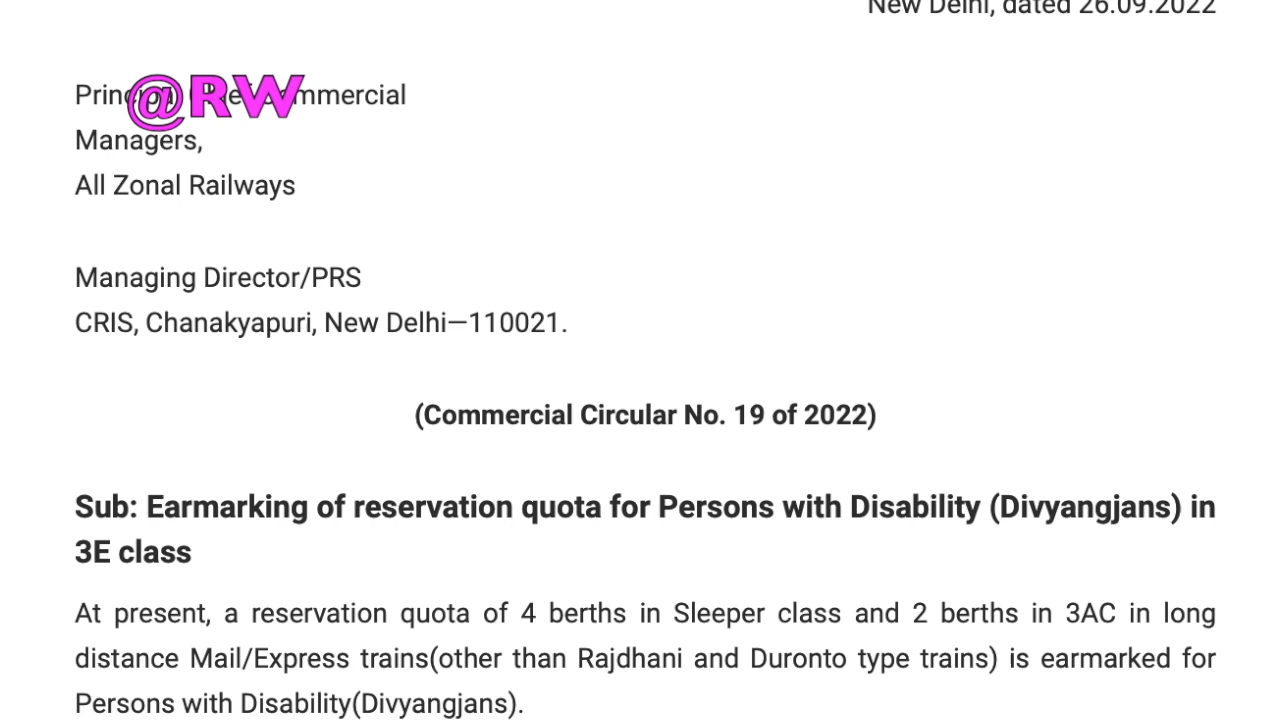 New Delhi, dated 26.09.2022
@RW
Commercial
Managers,
All Zonal Railways
Managing Director/PRS
CRIS, Chanakyapuri, New Delhi—110021.
(Commercial Circular No. 19 of 2022)
Sub: Earmarking of reservation quota for Persons with Disability (Divyangjans) in
3E class
At present, a reservation quota of 4 berths in Sleeper class and 2 berths in 3AC in long
distance Mail/Express trains(other than Rajdhani and Duronto type trains) is earmarked for
Persons with Disability(Divyangjans).